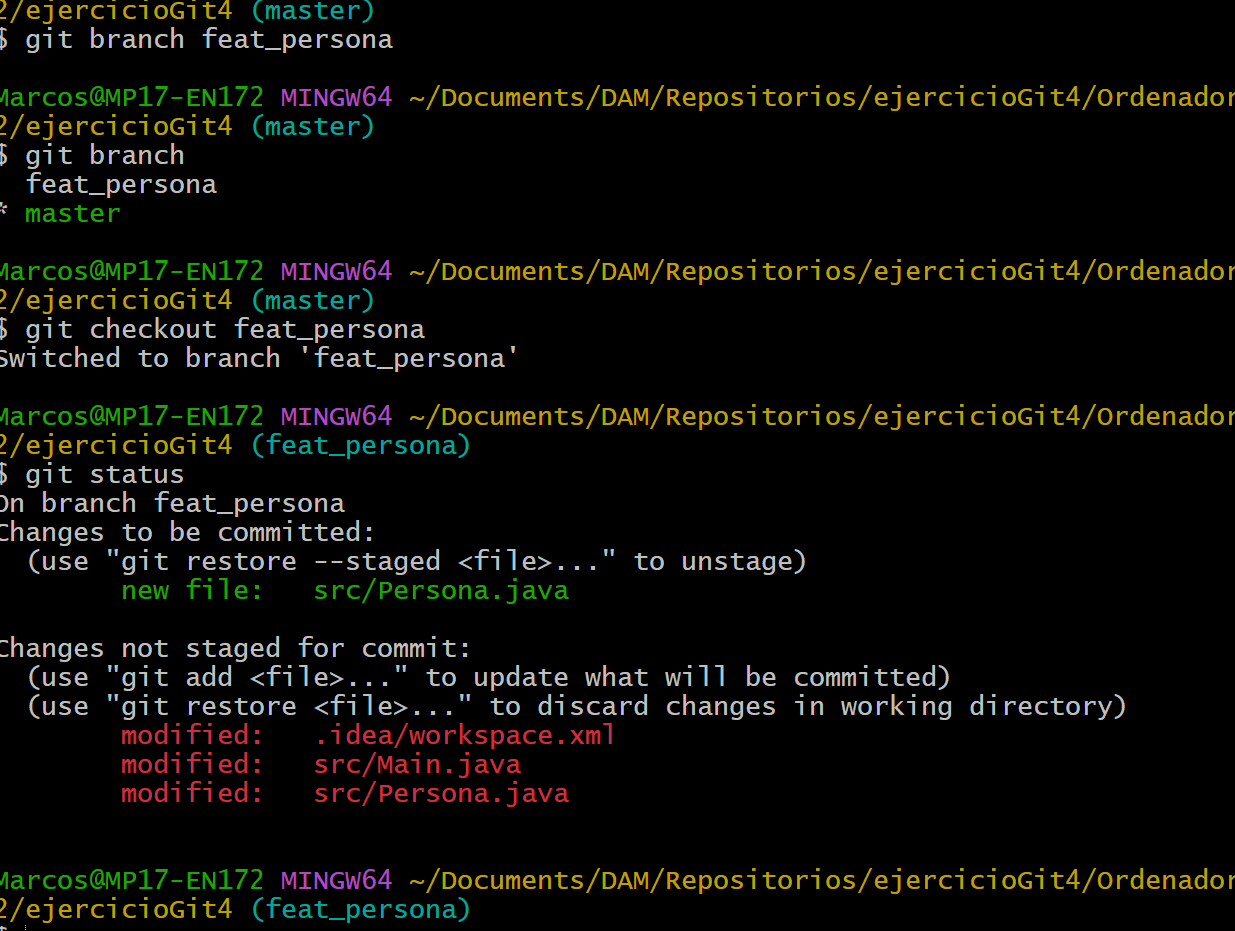 2/ejercicioGit4 (master)
$ git branch feat_persona
Marcos@MP17-EN172 MINGW64 ~/Documents/DAM/Repositorios/ejercicioGit4/Ordenador
2/ejercicioGit4 (master)
$ git branch
  feat_persona
* master
Marcos@MP17-EN172 MINGW64 ~/Documents/DAM/Repositorios/ejercicioGit4/Ordenador
2/ejercicioGit4 (master)
$ git checkout feat_persona
Switched to branch 'feat_persona'
Marcos@MP17-EN172 MINGW64 ~/Documents/DAM/Repositorios/ejercicioGit4/Ordenador
2/ejercicioGit4 (feat_persona)
$ git status
On branch feat_persona
Changes to be committed:
  (use "git restore --staged <file>..." to unstage)
        new file:   src/Persona.java
Changes not staged for commit:
  (use "git add <file>..." to update what will be committed)
  (use "git restore <file>..." to discard changes in working directory)
        modified:   .idea/workspace.xml
        modified:   src/Main.java
        modified:   src/Persona.java
Marcos@MP17-EN172 MINGW64 ~/Documents/DAM/Repositorios/ejercicioGit4/Ordenador
2/ejercicioGit4 (feat_persona)
$